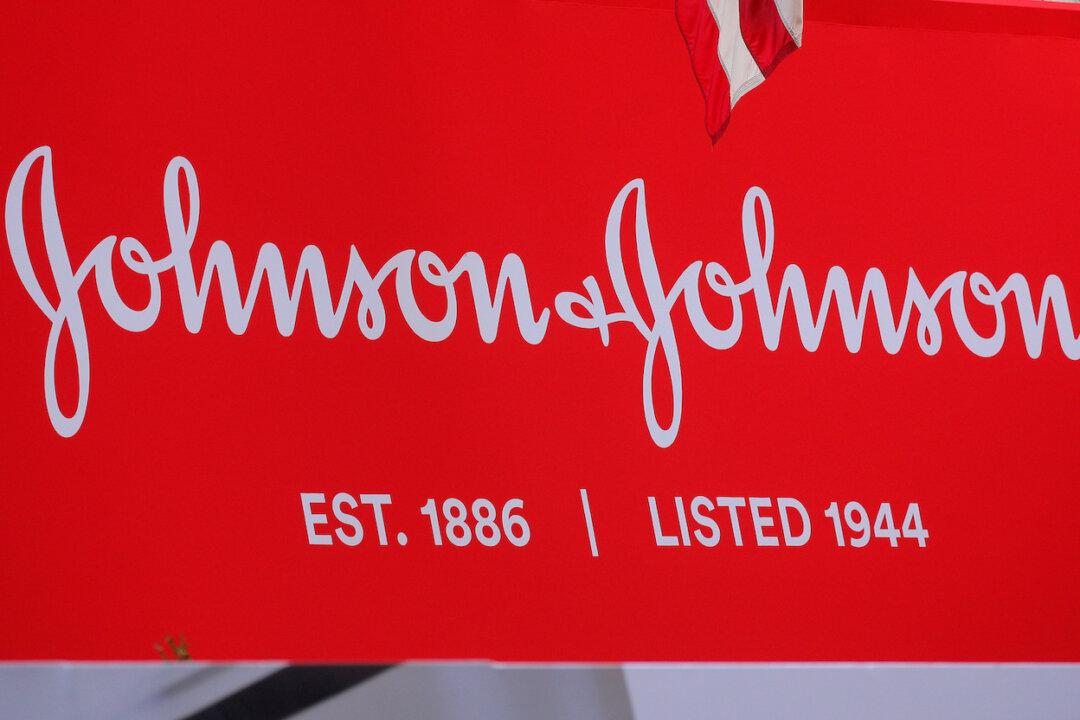 Johnson & Johnson
EST. 1886 | LISTED 1944